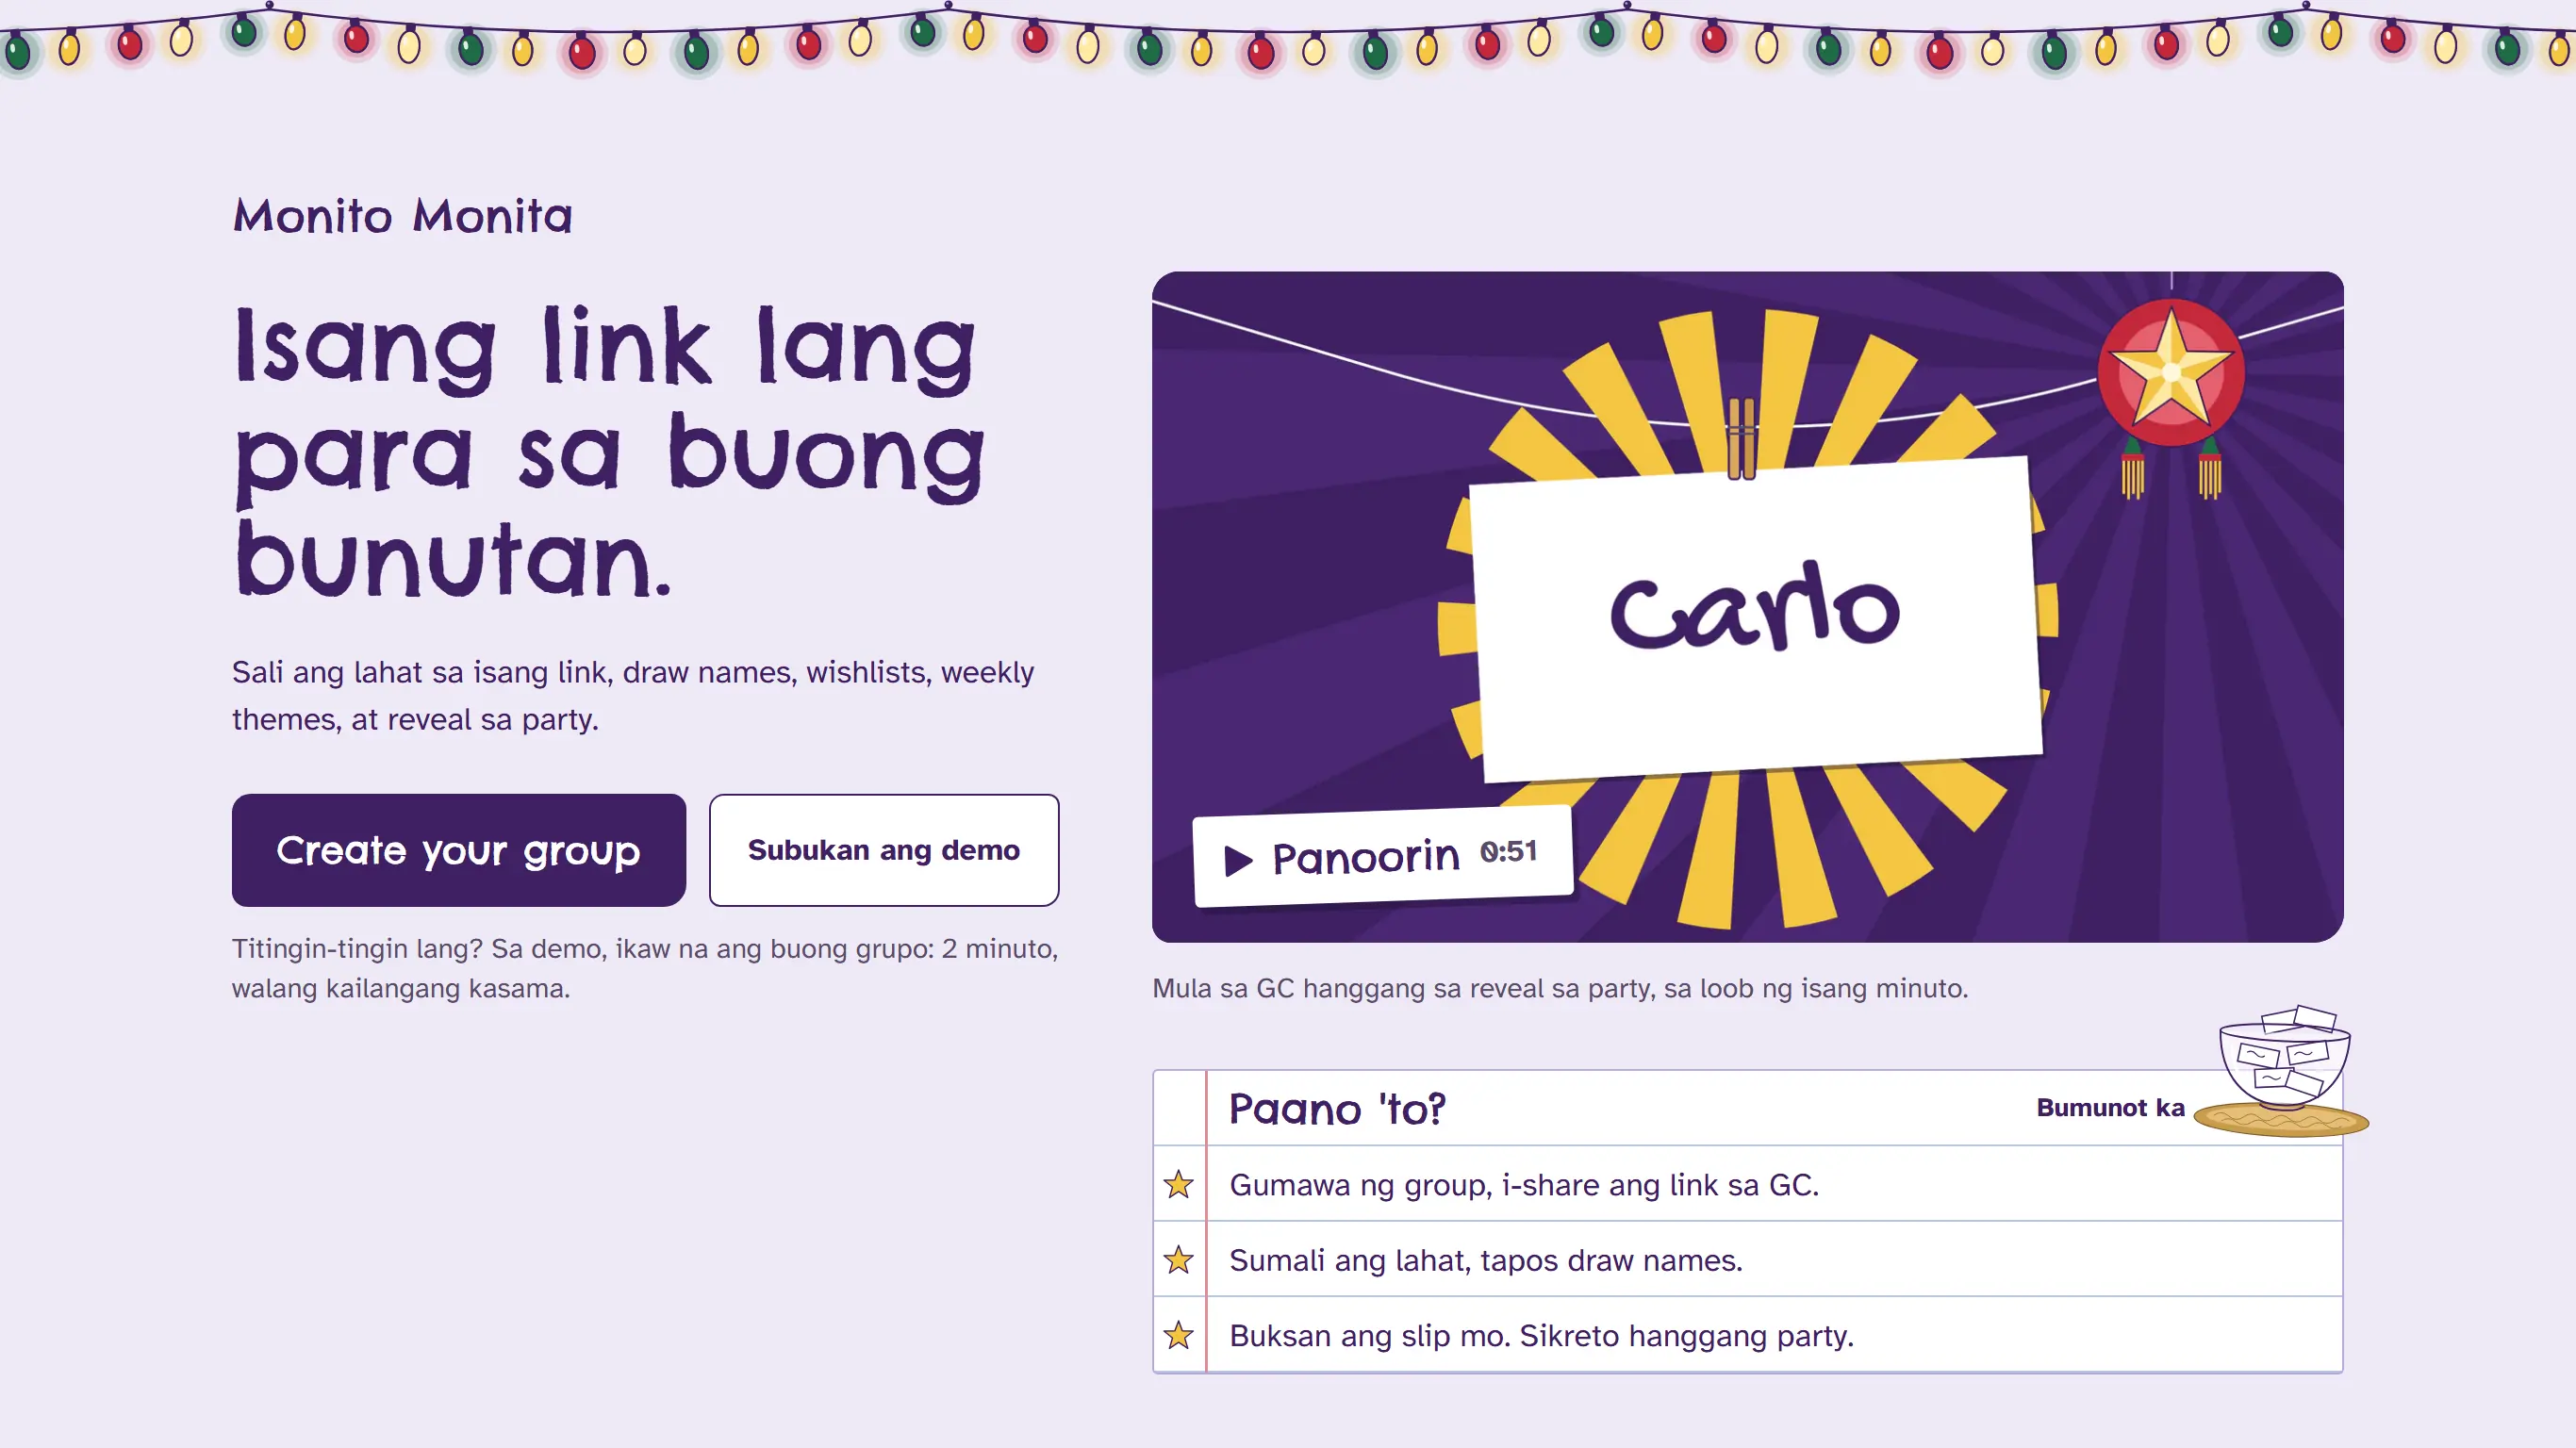 Monito Monita
Isang link lang
para sa buong
bunutan.
Sali ang lahat sa isang link, draw names, wishlists, weekly
themes, at reveal sa party.
Create your group
Subukan ang demo
Titingin-tingin lang? Sa demo, ikaw na ang buong grupo: 2 minuto,
walang kailangang kasama.
Carlo
Panoorin 0:51
Mula sa GC hanggang sa reveal sa party, sa loob ng isang minuto.
Paano 'to?
Bumunot ka
Gumawa ng group, i-share ang link sa GC.
Sumali ang lahat, tapos draw names.
Buksan ang slip mo. Sikreto hanggang party.